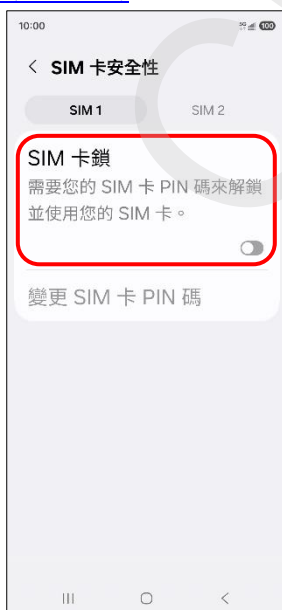 10:00
100
SIM 卡安全性
SIM 1
SIM 2
SIM 卡鎖
需要您的 SIM 卡 PIN 碼來解鎖
並使用您的 SIM 卡。
變更 SIM 卡 PIN 碼